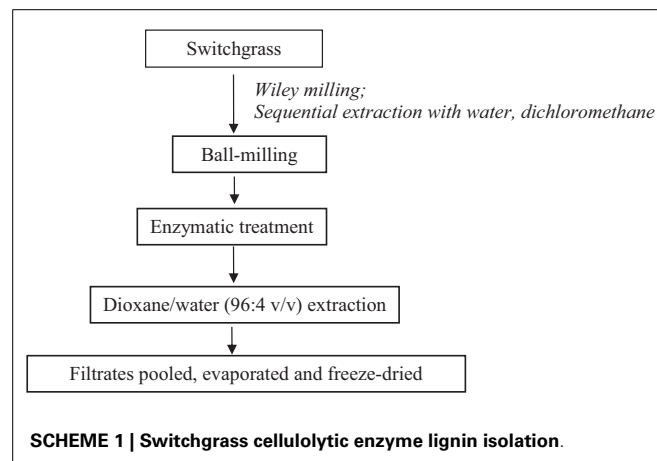 Switchgrass
Wiley milling;
Sequential extraction with water, dichloromethane
Ball-milling
Enzymatic treatment
Dioxane/water (96:4 v/v) extraction
Filtrates pooled, evaporated and freeze-dried
SCHEME 1 | Switchgrass cellulolytic enzyme lignin isolation.